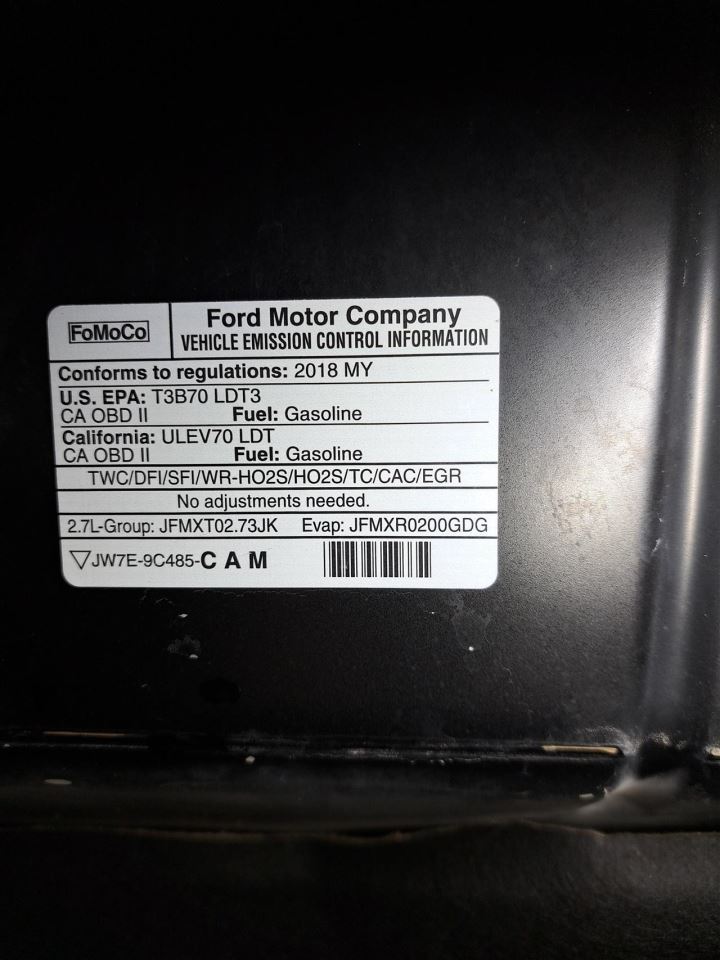 FoMoCo
Ford Motor Company
VEHICLE EMISSION CONTROL INFORMATION
Conforms to regulations: 2018 MY
U.S. EPA: T3B70 LDT3
CA OBD II Fuel: Gasoline
California: ULEV70 LDT
CA OBD II Fuel: Gasoline
TWC/DFI/SFI/WR-HO2S/HO2S/TC/CAC/EGR
No adjustments needed.
2.7L-Group: JFMXT02.73JK Evap: JFMXR0200GDG
▽JW7E-9C485-C A M